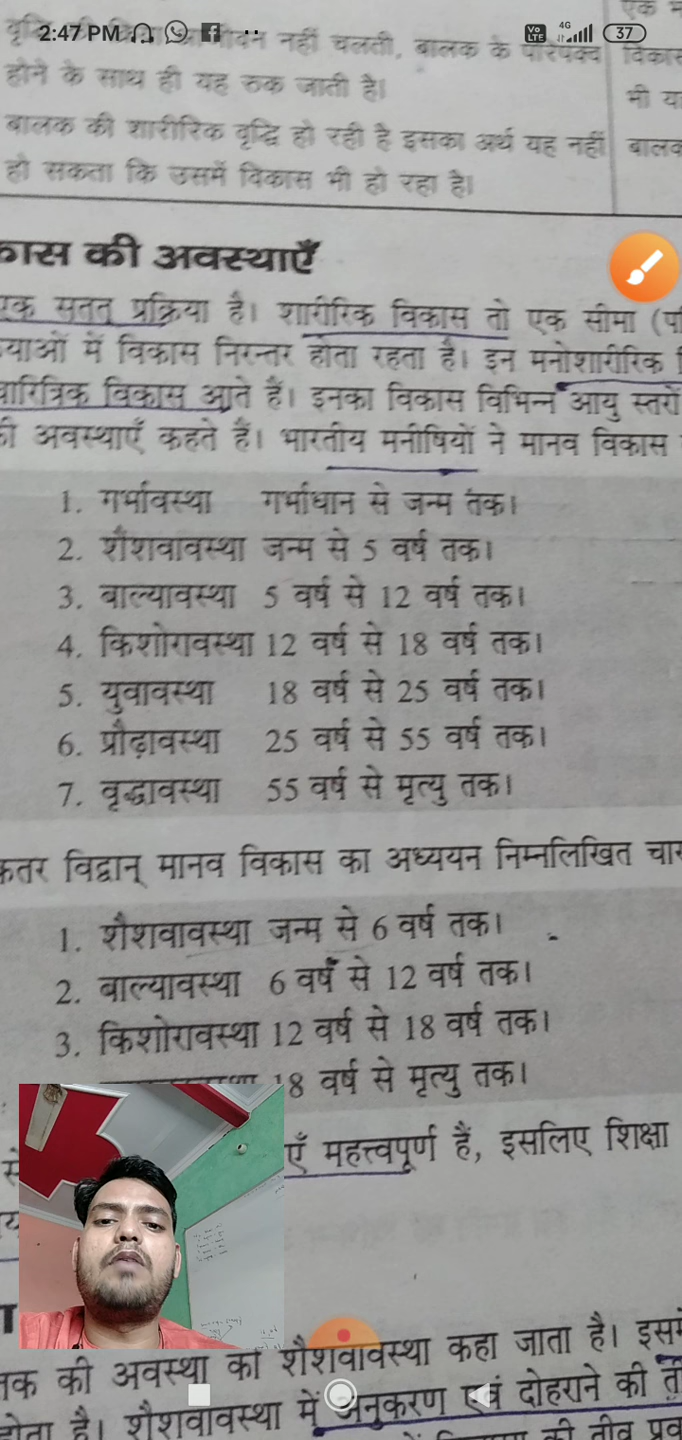 2:47 PM
Vo LTE 4G 37
जीवन नहीं चलती, बालक के परिपक्व
होने के साथ ही यह रुक जाती है।
बालक की शारीरिक वृद्धि हो रही है इसका अर्थ यह नहीं
हो सकता कि उसमें विकास भी हो रहा है।
एक
विकास
भी
बालक
की अवस्थाएँ
एक सतत् प्रक्रिया है। शारीरिक विकास तो एक सीमा
में विकास निरन्तर होता रहता है। इन मनोशारीरिक
चारित्रिक विकास आते हैं। इनका विकास विभिन्न आयु स्तरों
की अवस्थाएँ कहते हैं। भारतीय मनीषियों ने मानव विकास
1. गर्भावस्था गर्भाधान से जन्म तक।
2. शैशवावस्था जन्म से 5 वर्ष तक।
3. बाल्यावस्था 5 वर्ष से 12 वर्ष तक।
4. किशोरावस्था 12 वर्ष से 18 वर्ष तक।
5. युवावस्था 18 वर्ष से 25 वर्ष तक।
6. प्रौढ़ावस्था 25 वर्ष से 55 वर्ष तक।
7. वृद्धावस्था 55 वर्ष से मृत्यु तक।
विद्वान् मानव विकास का अध्ययन निम्नलिखित चार
1. शैशवावस्था जन्म से 6 वर्ष तक।
2. बाल्यावस्था 6 वर्ष से 12 वर्ष तक।
3. किशोरावस्था 12 वर्ष से 18 वर्ष तक।
18 वर्ष से मृत्यु तक।
महत्त्वपूर्ण हैं, इसलिए शिक्षा
की अवस्था को शैशवावस्था कहा जाता है।
होता है। शैशवावस्था में अनुकरण एवं दोहराने की
की तीव्र